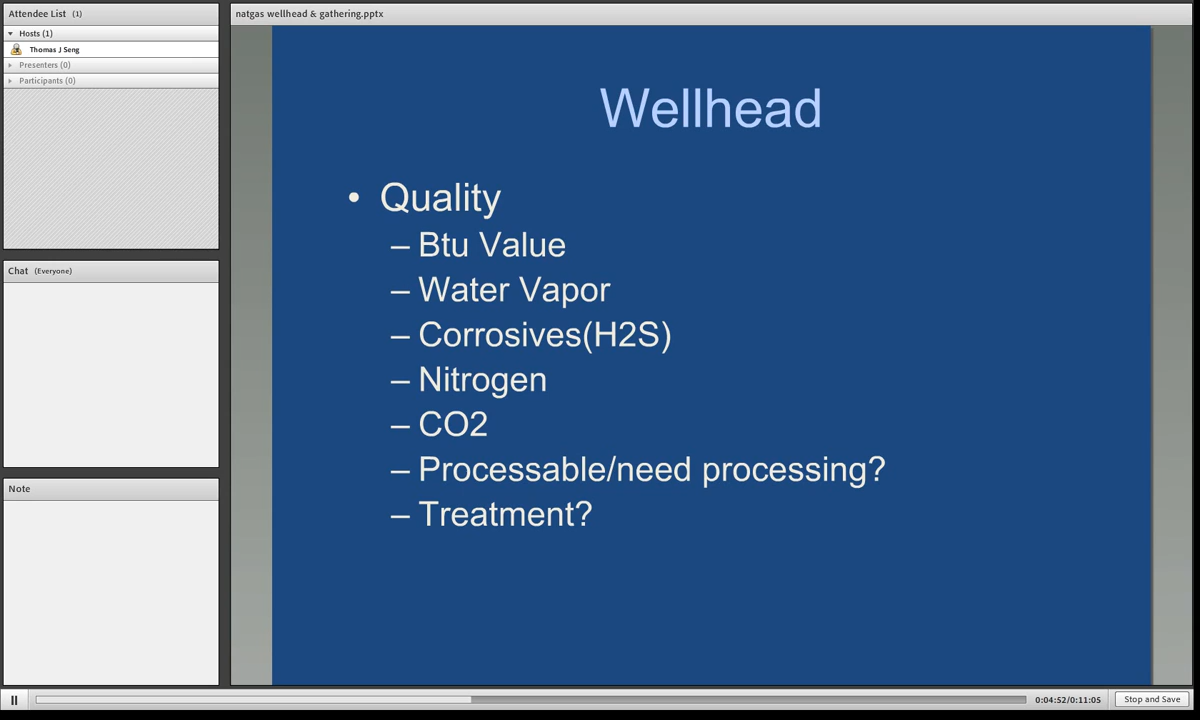 Attendee List (1)
Hosts (1)
Thomas J Seng
Presenters (0)
Participants (0)
Chat (Everyone)
Note
natgas wellhead & gathering.pptx
Wellhead
• Quality
– Btu Value
– Water Vapor
– Corrosives(H2S)
– Nitrogen
– CO2
– Processable/need processing?
– Treatment?
0:04:52/0:11:05
Stop and Save